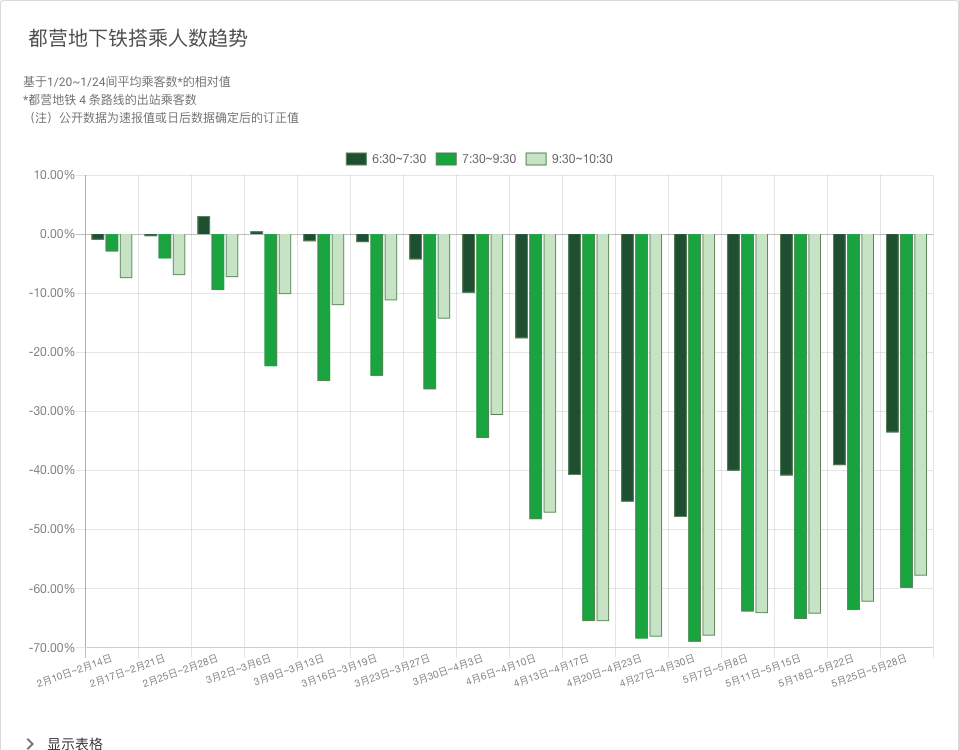 都营地下铁搭乘人数趋势
基于1/20~1/24间平均乘客数*的相对值
*都营地铁 4 条路线的出站乘客数
（注）公开数据为速报值或日后数据确定后的订正值
6:30~7:30 7:30~9:30 9:30~10:30
10.00%
0.00%
-10.00%
-20.00%
-30.00%
-40.00%
-50.00%
-60.00%
-70.00%
2月10日~2月14日
2月17日~2月21日
2月25日~2月28日
3月2日~3月6日
3月9日~3月13日
3月16日~3月19日
3月23日~3月27日
3月30日~4月3日
4月6日~4月10日
4月13日~4月17日
4月20日~4月23日
4月27日~4月30日
5月7日~5月8日
5月11日~5月15日
5月18日~5月22日
5月25日~5月28日
显示表格